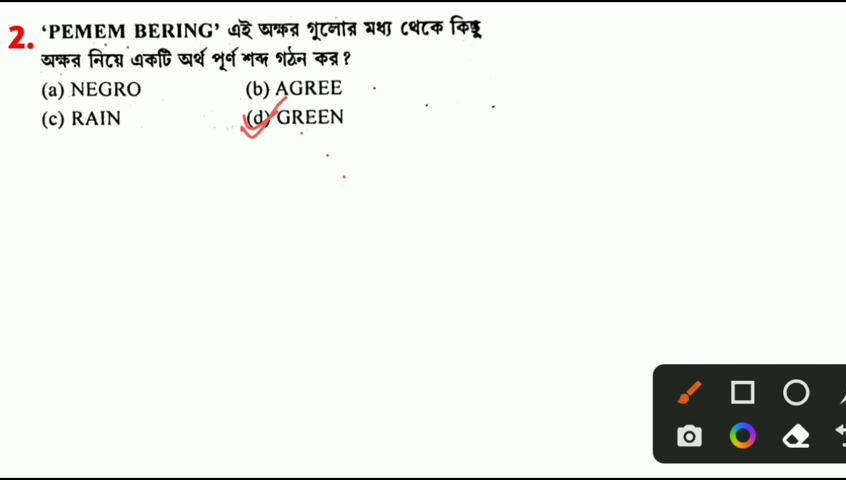 2. 'PEMEM BERING' এই অক্ষর গুলোর মধ্য থেকে কিছু
অক্ষর নিয়ে একটি অর্থ পূর্ণ শব্দ গঠন কর ?
(a) NEGRO (b) AGREE
(c) RAIN (d) GREEN